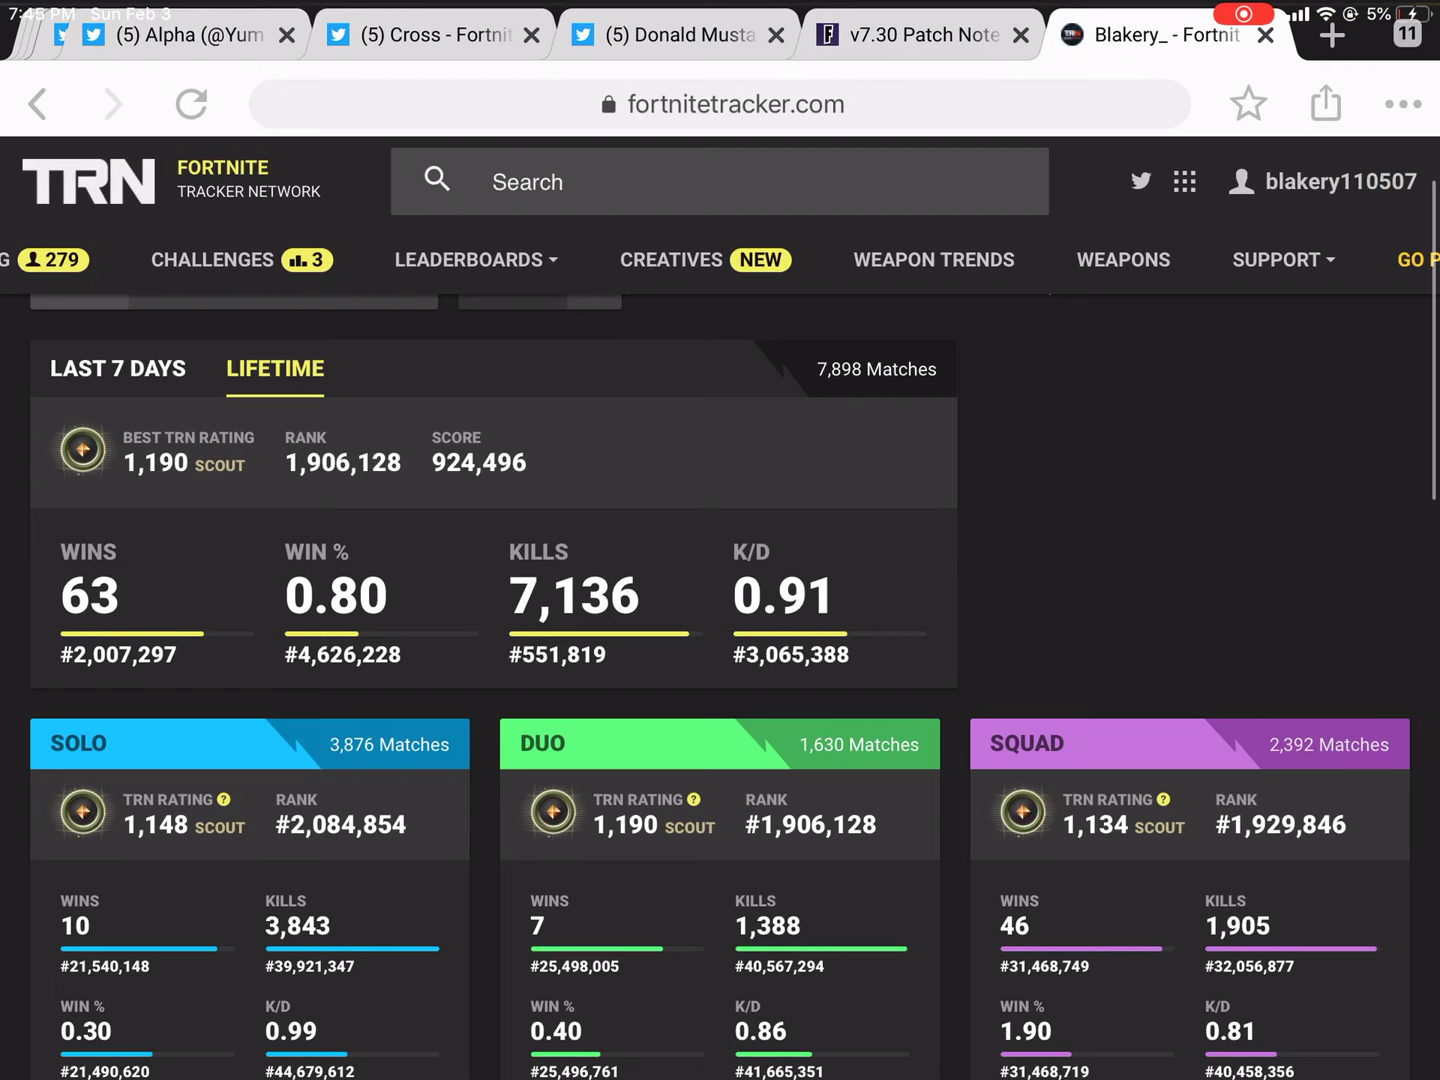 7:45 PM Sun Feb 3
5%
(5) Alpha (@Yum
(5) Cross - Fortnit
(5) Donald Musta
v7.30 Patch Note
Blakery_ - Fortnit
11
fortnitetracker.com
TRN FORTNITE
TRACKER NETWORK
Search
blakery110507
G 279
CHALLENGES 3
LEADERBOARDS
CREATIVES NEW
WEAPON TRENDS
WEAPONS
SUPPORT
GO P
LAST 7 DAYS
LIFETIME
7,898 Matches
BEST TRN RATING
1,190 SCOUT
RANK
1,906,128
SCORE
924,496
WINS
63
#2,007,297
WIN %
0.80
#4,626,228
KILLS
7,136
#551,819
K/D
0.91
#3,065,388
SOLO
3,876 Matches
TRN RATING ?
1,148 SCOUT
RANK
#2,084,854
WINS
10
#21,540,148
KILLS
3,843
#39,921,347
WIN %
0.30
#21,490,620
K/D
0.99
#44,679,612
DUO
1,630 Matches
TRN RATING ?
1,190 SCOUT
RANK
#1,906,128
WINS
7
#25,498,005
KILLS
1,388
#40,567,294
WIN %
0.40
#25,496,761
K/D
0.86
#41,665,351
SQUAD
2,392 Matches
TRN RATING ?
1,134 SCOUT
RANK
#1,929,846
WINS
46
#31,468,749
KILLS
1,905
#32,056,877
WIN %
1.90
#31,468,719
K/D
0.81
#40,458,356